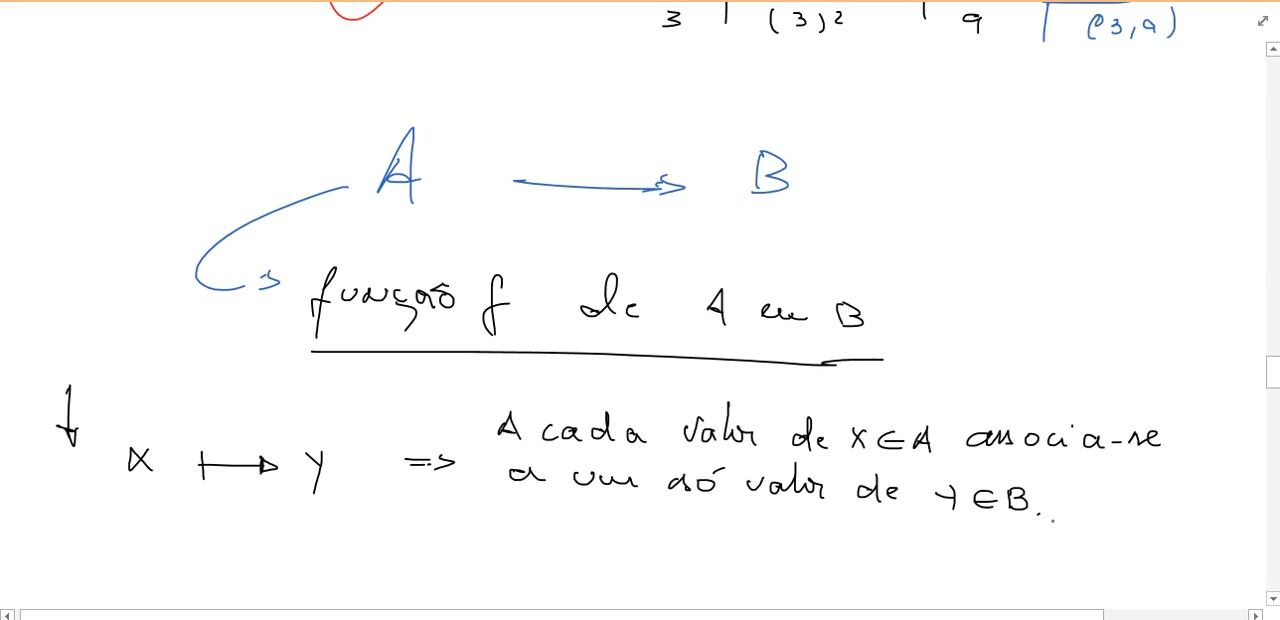 3 | (3)² | 9 | (3,9)
A → B
função f de A em B
x ↦ y ⇒ A cada valor de x ∈ A associa-se
a um só valor de y ∈ B.